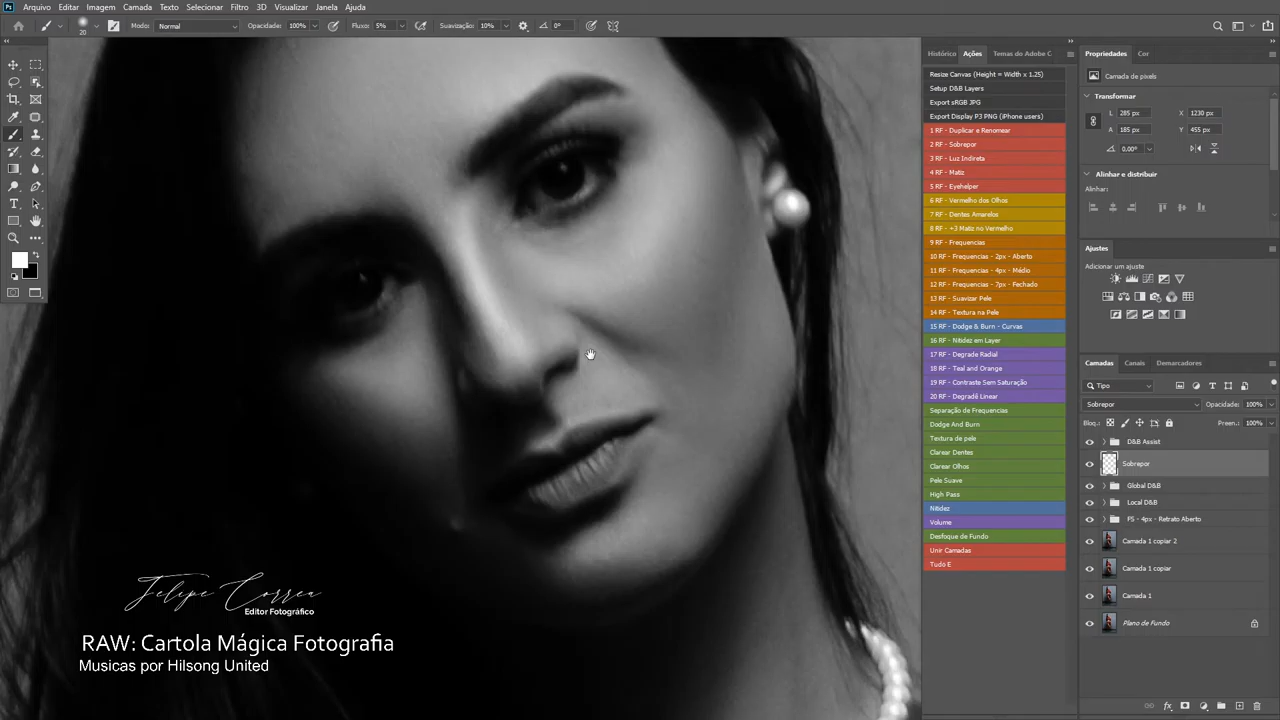 Ps Arquivo Editar Imagem Camada Texto Selecionar Filtro 3D Visualizar Janela Ajuda
20 Modo: Normal Opacidade: 100% Fluxo: 5% Suavização: 10% 0°
Histórico Ações Temas do Adobe C
Resize Canvas (Height = Width x 1.25)
Setup D&B Layers
Export sRGB JPG
Export Display P3 PNG (iPhone users)
1 RF - Duplicar e Renomear
2 RF - Sobrepor
3 RF - Luz Indireta
4 RF - Matiz
5 RF - Eyehelper
6 RF - Vermelho dos Olhos
7 RF - Dentes Amarelos
8 RF - +3 Matiz no Vermelho
9 RF - Frequencias
10 RF - Frequencias - 2px - Aberto
11 RF - Frequencias - 4px - Médio
12 RF - Frequencias - 7px - Fechado
13 RF - Suavizar Pele
14 RF - Textura na Pele
15 RF - Dodge & Burn - Curvas
16 RF - Nitidez em Layer
17 RF - Degrade Radial
18 RF - Teal and Orange
19 RF - Contraste Sem Saturação
20 RF - Degradê Linear
Separação de Frequencias
Dodge And Burn
Textura de pele
Clarear Dentes
Clarear Olhos
Pele Suave
High Pass
Nitidez
Volume
Desfoque de Fundo
Unir Camadas
Tudo E
Propriedades Cor
Camada de pixels
Transformar
L 285 px X 1230 px
A 185 px Y 455 px
0,00°
Alinhar e distribuir
Alinhar:
Ajustes
Adicionar um ajuste
Camadas Canais Demarcadores
Tipo
Sobrepor Opacidade: 100%
Bloq.: Preen.: 100%
D&B Assist
Sobrepor
Global D&B
Local D&B
FS - 4px - Retrato Aberto
Camada 1 copiar 2
Camada 1 copiar
Camada 1
Plano de Fundo
Felipe Correa
Editor Fotográfico
RAW: Cartola Mágica Fotografia
Musicas por Hilsong United